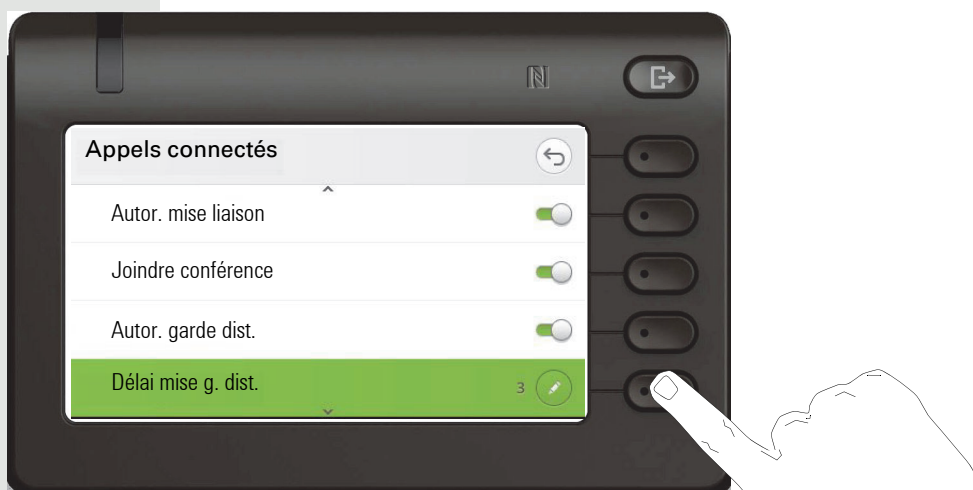 Appels connectés
Autor. mise liaison
Joindre conférence
Autor. garde dist.
Délai mise g. dist.
3